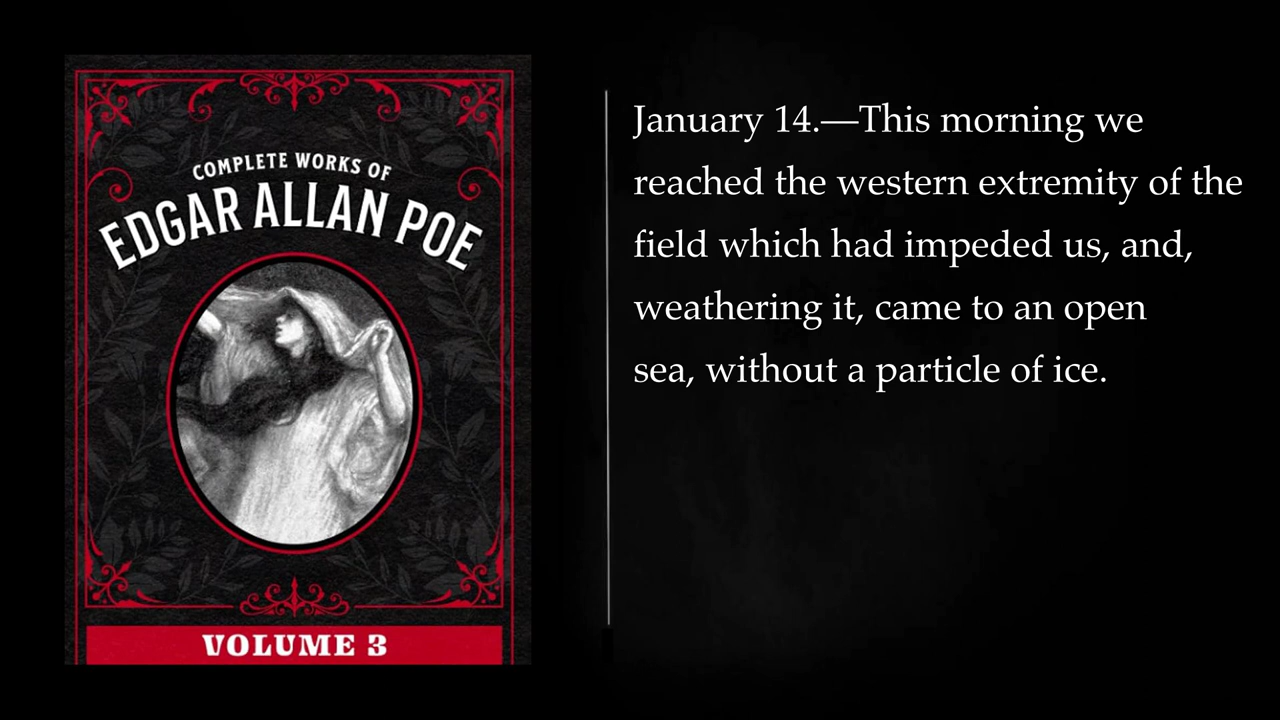 COMPLETE WORKS OF
EDGAR ALLAN POE
VOLUME 3
January 14.—This morning we
reached the western extremity of the
field which had impeded us, and,
weathering it, came to an open
sea, without a particle of ice.